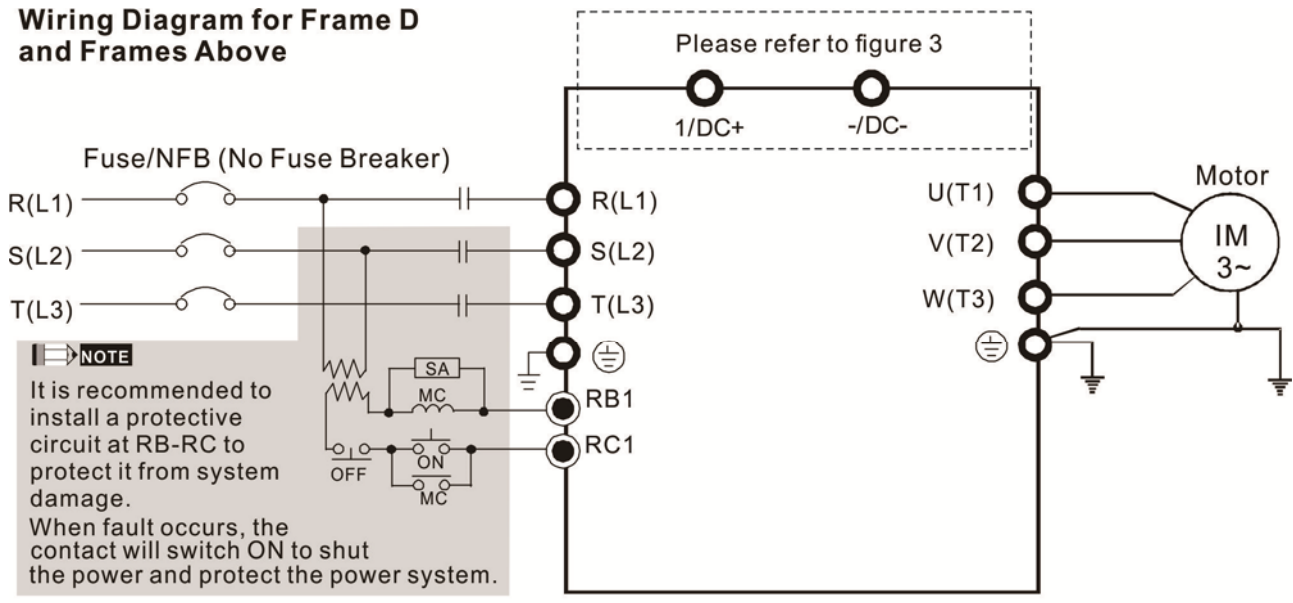 Wiring Diagram for Frame D
and Frames Above
Please refer to figure 3
1/DC+
-/DC-
Fuse/NFB (No Fuse Breaker)
R(L1)
S(L2)
T(L3)
R(L1)
S(L2)
T(L3)
RB1
RC1
U(T1)
V(T2)
W(T3)
Motor
IM
3~
SA
MC
OFF
ON
MC
NOTE
It is recommended to
install a protective
circuit at RB-RC to
protect it from system
damage.
When fault occurs, the
contact will switch ON to shut
the power and protect the power system.